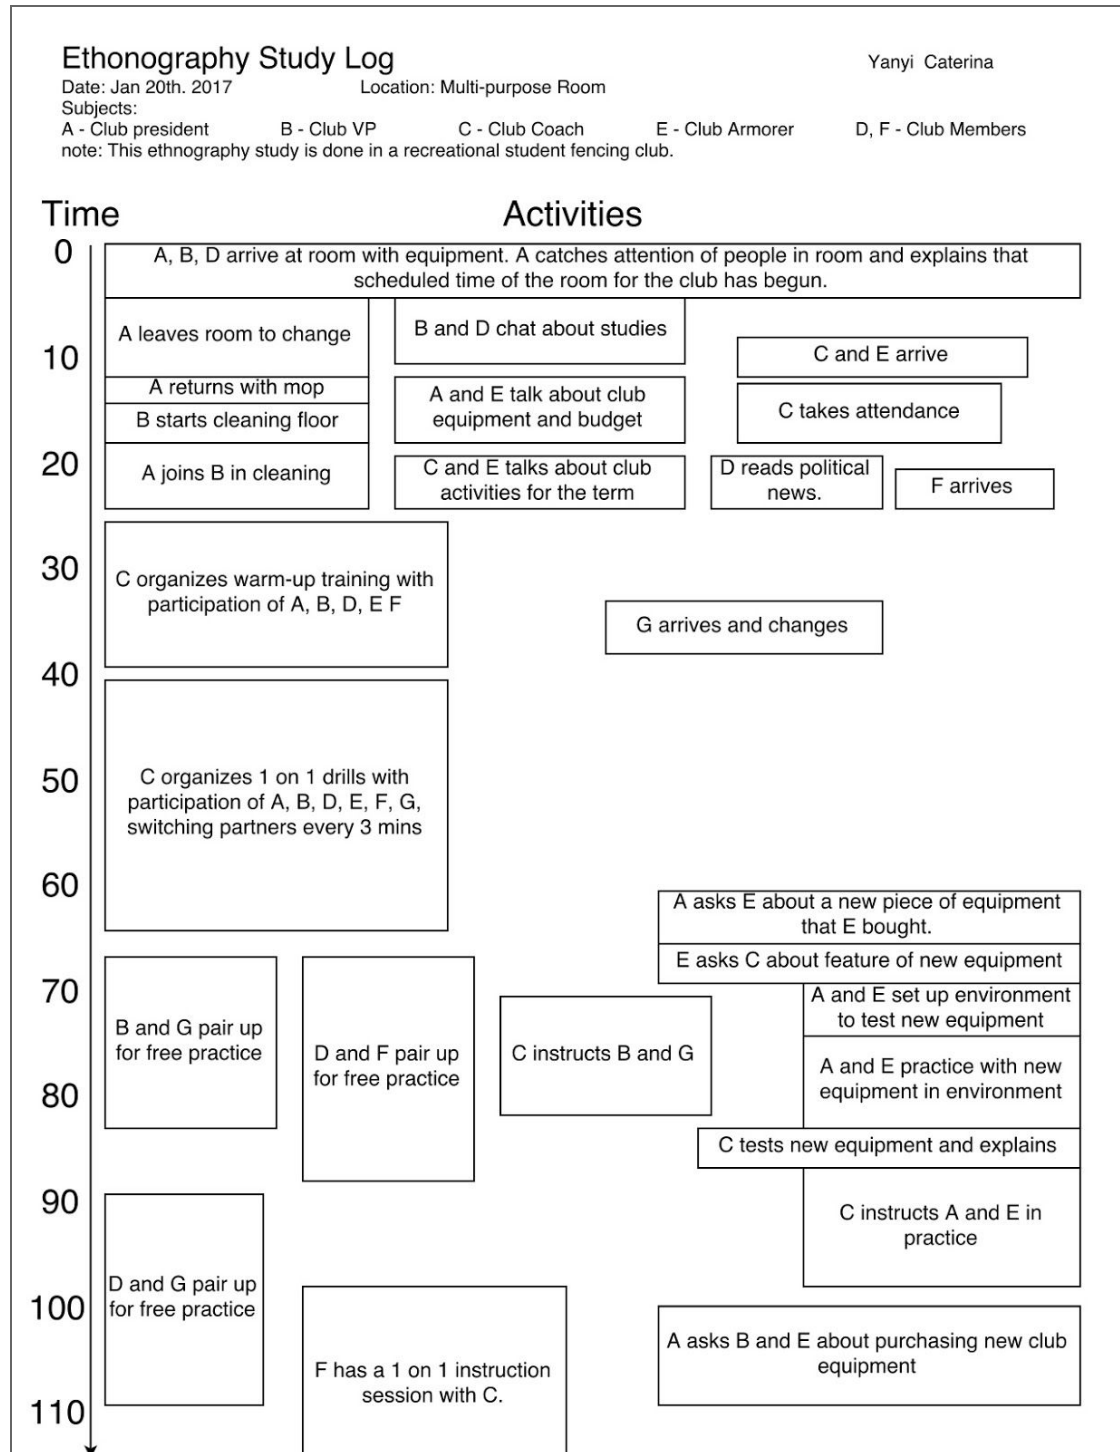 Ethonography Study Log
Yanyi Caterina
Date: Jan 20th. 2017 Location: Multi-purpose Room
Subjects:
A - Club president B - Club VP C - Club Coach E - Club Armorer D, F - Club Members
note: This ethnography study is done in a recreational student fencing club.
Time Activities
0
A, B, D arrive at room with equipment. A catches attention of people in room and explains that
scheduled time of the room for the club has begun.
A leaves room to change
B and D chat about studies
10
C and E arrive
A returns with mop
A and E talk about club
equipment and budget
C takes attendance
B starts cleaning floor
20
A joins B in cleaning
C and E talks about club
activities for the term
D reads political
news.
F arrives
30
C organizes warm-up training with
participation of A, B, D, E F
G arrives and changes
40
50
C organizes 1 on 1 drills with
participation of A, B, D, E, F, G,
switching partners every 3 mins
60
A asks E about a new piece of equipment
that E bought.
E asks C about feature of new equipment
70
A and E set up environment
to test new equipment
B and G pair up
for free practice
D and F pair up
for free practice
C instructs B and G
A and E practice with new
equipment in environment
80
C tests new equipment and explains
90
C instructs A and E in
practice
D and G pair up
for free practice
100
A asks B and E about purchasing new club
equipment
F has a 1 on 1 instruction
session with C.
110